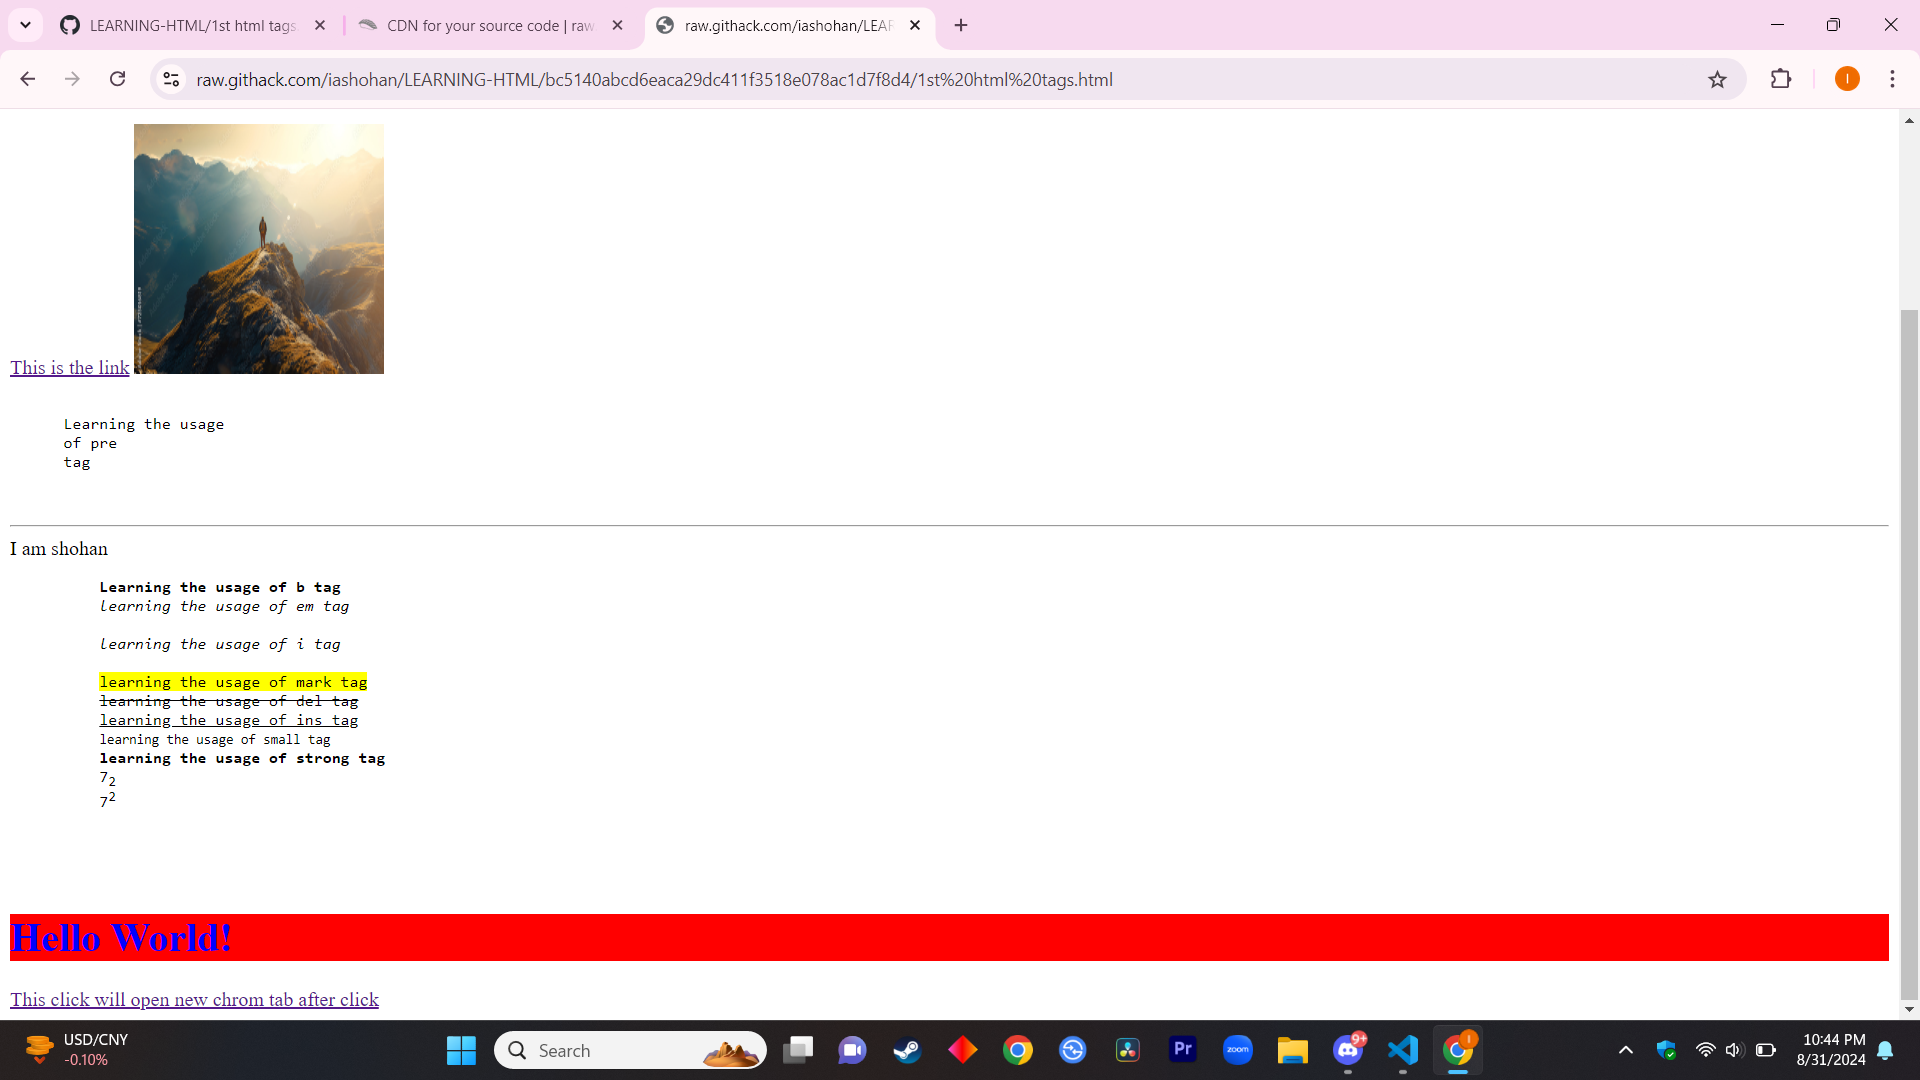 LEARNING-HTML/1st html tags.
CDN for your source code | raw
raw.githack.com/iashohan/LEAR
raw.githack.com/iashohan/LEARNING-HTML/bc5140abcd6eaca29dc411f3518e078ac1d7f8d4/1st%20html%20tags.html
I
This is the link
Learning the usage
of pre
tag
I am shohan
Learning the usage of b tag
learning the usage of em tag
learning the usage of i tag
learning the usage of mark tag
learning the usage of del tag
learning the usage of ins tag
learning the usage of small tag
learning the usage of strong tag
7₂
7²
Hello World!
This click will open new chrom tab after click
USD/CNY
-0.10%
Search
Pr
zoom
9+
I
10:44 PM
8/31/2024